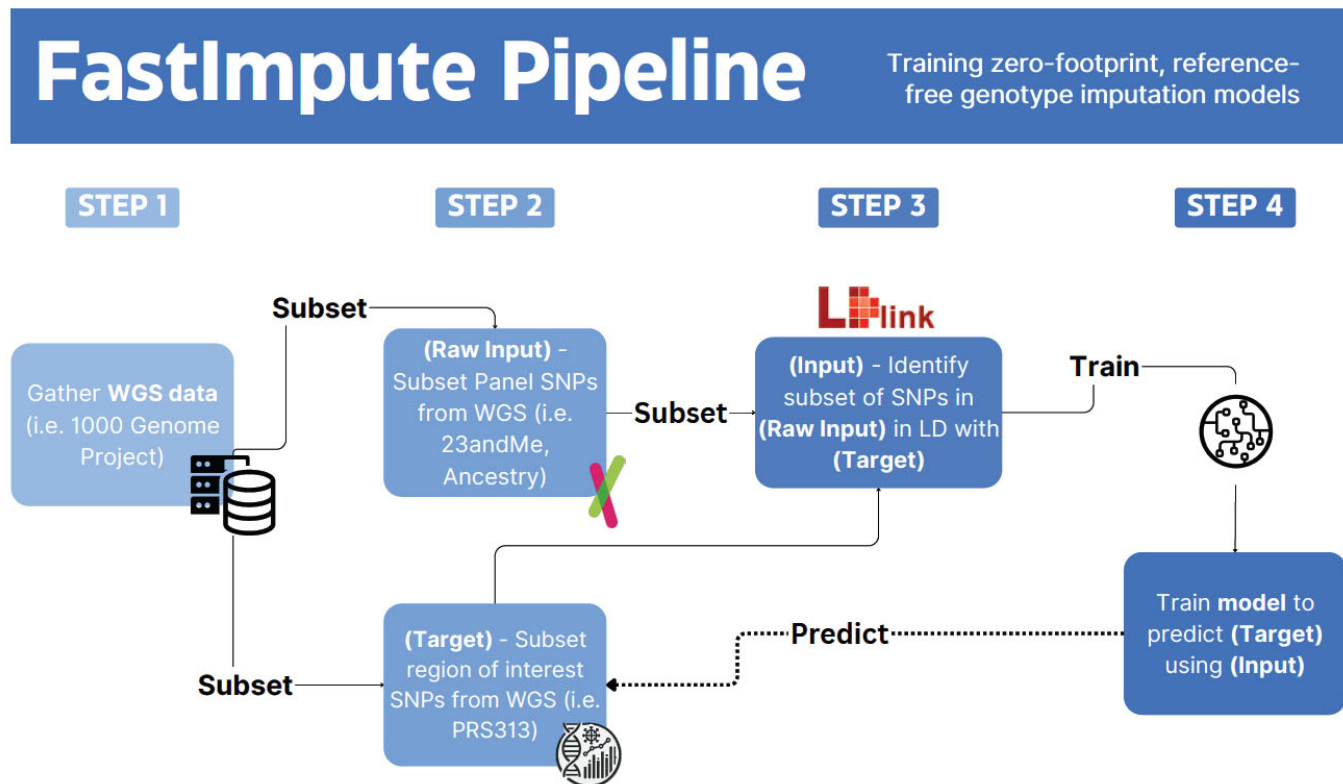 FastImpute Pipeline
Training zero-footprint, reference-
free genotype imputation models
STEP 1
STEP 2
STEP 3
STEP 4
Subset
LDlink
Gather WGS data
(i.e. 1000 Genome
Project)
(Raw Input) -
Subset Panel SNPs
from WGS (i.e.
23andMe,
Ancestry)
Subset
(Input) - Identify
subset of SNPs in
(Raw Input) in LD with
(Target)
Train
Subset
(Target) - Subset
region of interest
SNPs from WGS (i.e.
PRS313)
Predict
Train model to
predict (Target)
using (Input)